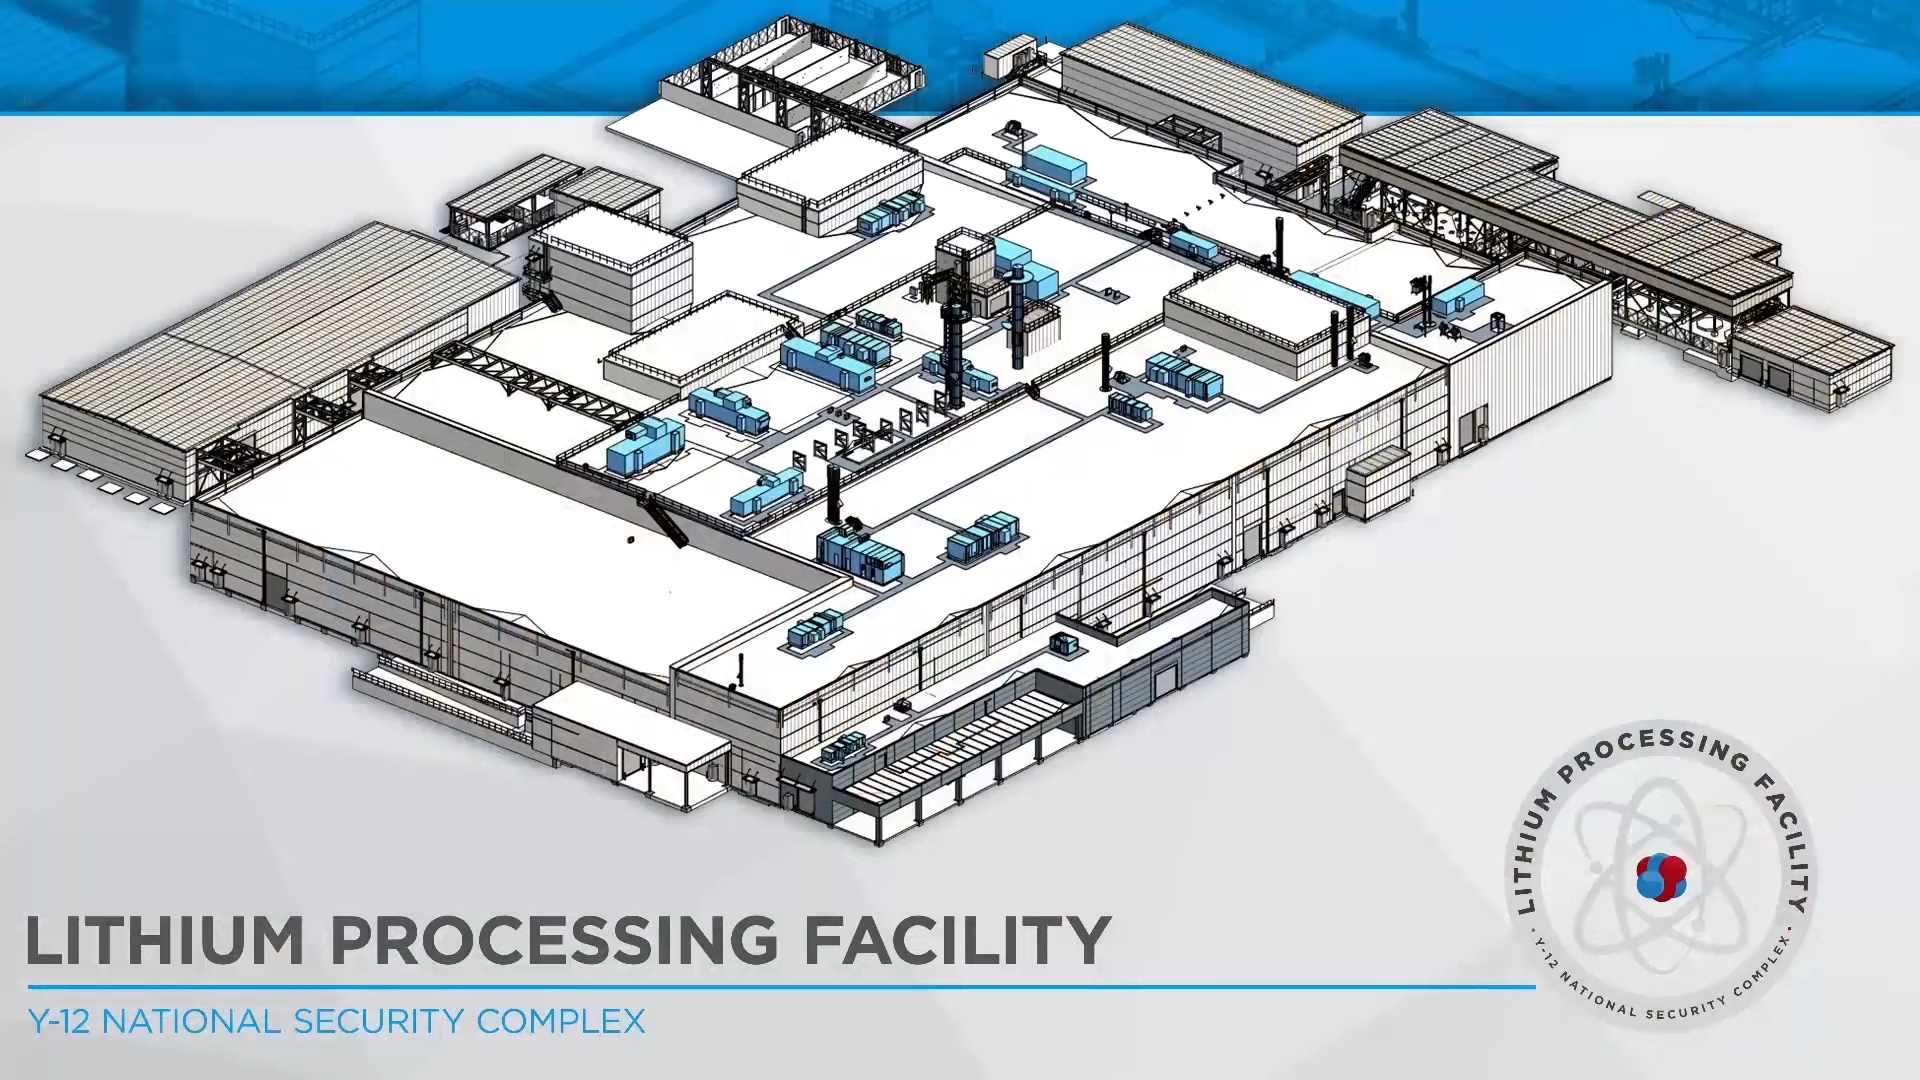 LITHIUM PROCESSING FACILITY
Y-12 NATIONAL SECURITY COMPLEX
LITHIUM PROCESSING FACILITY
• Y-12 NATIONAL SECURITY COMPLEX •